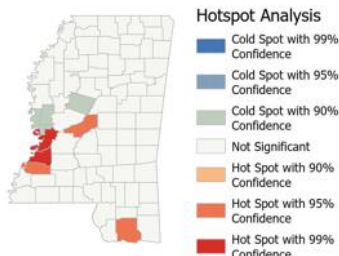 Hotspot Analysis
Cold Spot with 99%
Confidence
Cold Spot with 95%
Confidence
Cold Spot with 90%
Confidence
Not Significant
Hot Spot with 90%
Confidence
Hot Spot with 95%
Confidence
Hot Spot with 99%
Confidence